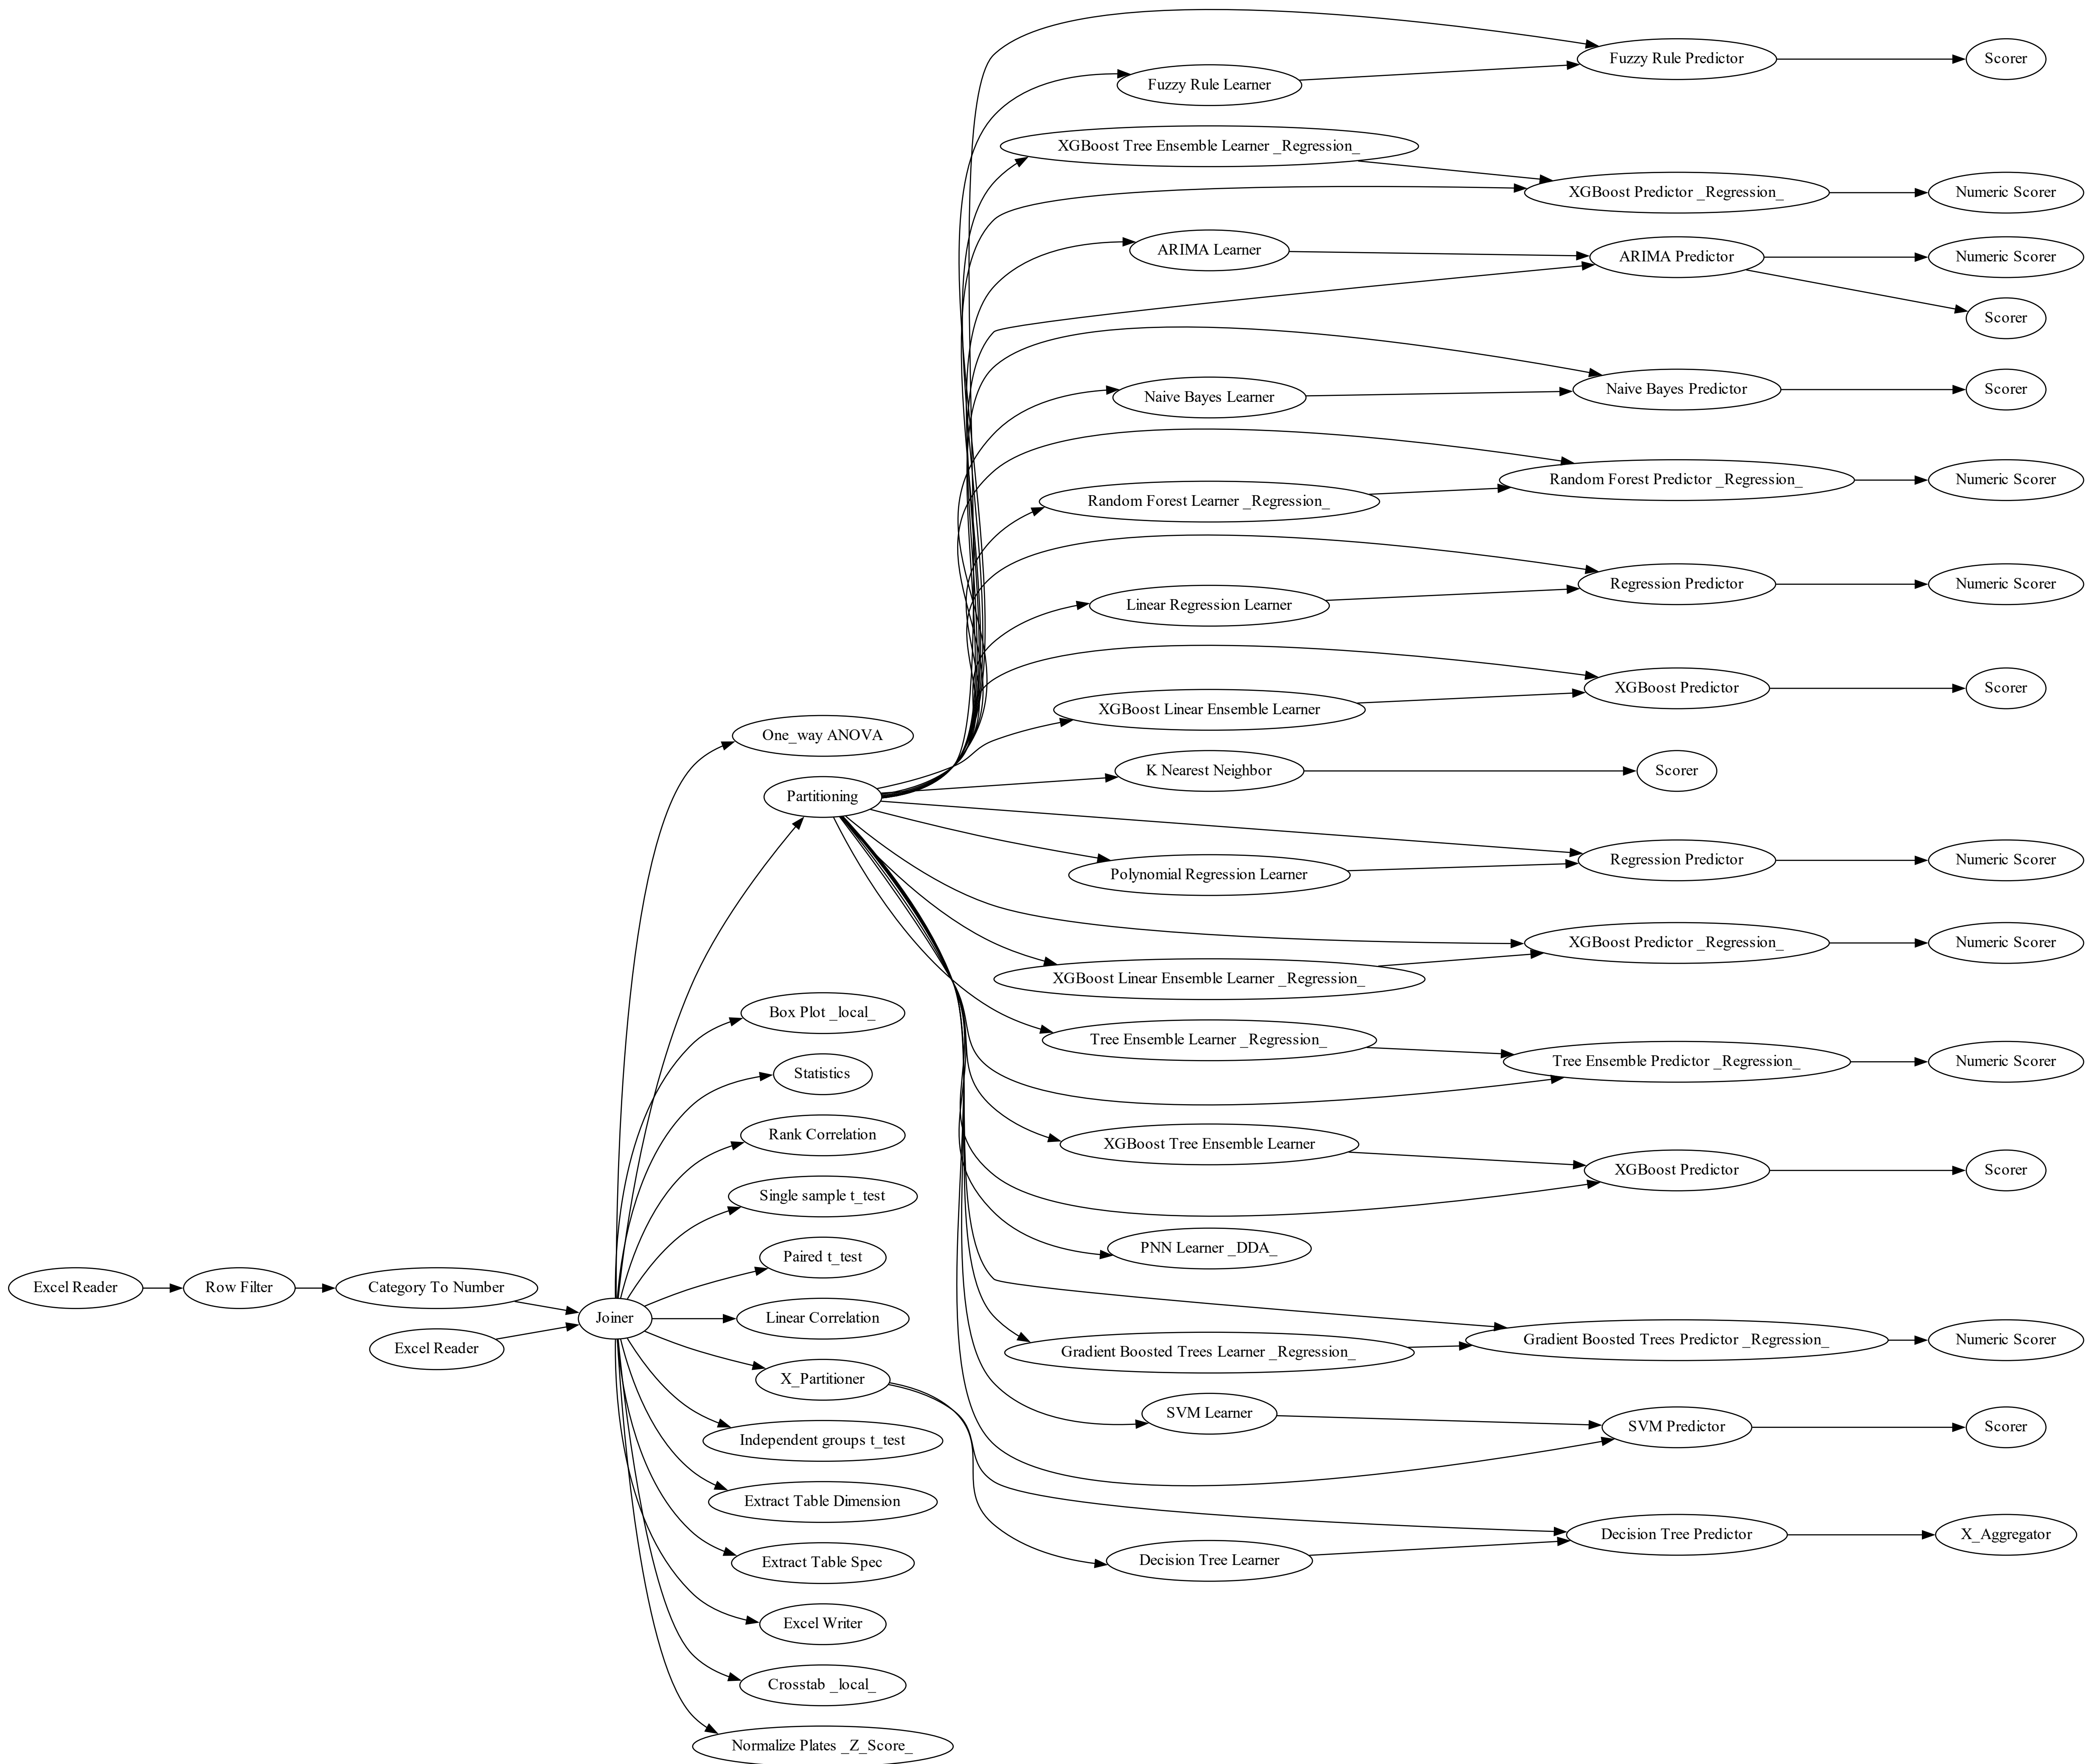 Fuzzy Rule Predictor
Scorer
Fuzzy Rule Learner
XGBoost Tree Ensemble Learner _Regression_
XGBoost Predictor _Regression_
Numeric Scorer
ARIMA Learner
ARIMA Predictor
Numeric Scorer
Scorer
Naive Bayes Learner
Naive Bayes Predictor
Scorer
Random Forest Learner _Regression_
Random Forest Predictor _Regression_
Numeric Scorer
Linear Regression Learner
Regression Predictor
Numeric Scorer
XGBoost Linear Ensemble Learner
XGBoost Predictor
Scorer
One_way ANOVA
K Nearest Neighbor
Scorer
Partitioning
Polynomial Regression Learner
Regression Predictor
Numeric Scorer
XGBoost Linear Ensemble Learner _Regression_
XGBoost Predictor _Regression_
Numeric Scorer
Box Plot _local_
Tree Ensemble Learner _Regression_
Tree Ensemble Predictor _Regression_
Numeric Scorer
Statistics
Rank Correlation
XGBoost Tree Ensemble Learner
XGBoost Predictor
Scorer
Single sample t_test
Paired t_test
PNN Learner _DDA_
Excel Reader
Row Filter
Category To Number
Joiner
Excel Reader
Linear Correlation
Gradient Boosted Trees Learner _Regression_
Gradient Boosted Trees Predictor _Regression_
Numeric Scorer
X_Partitioner
SVM Learner
SVM Predictor
Scorer
Independent groups t_test
Extract Table Dimension
Extract Table Spec
Decision Tree Learner
Decision Tree Predictor
X_Aggregator
Excel Writer
Crosstab _local_
Normalize Plates _Z_Score_